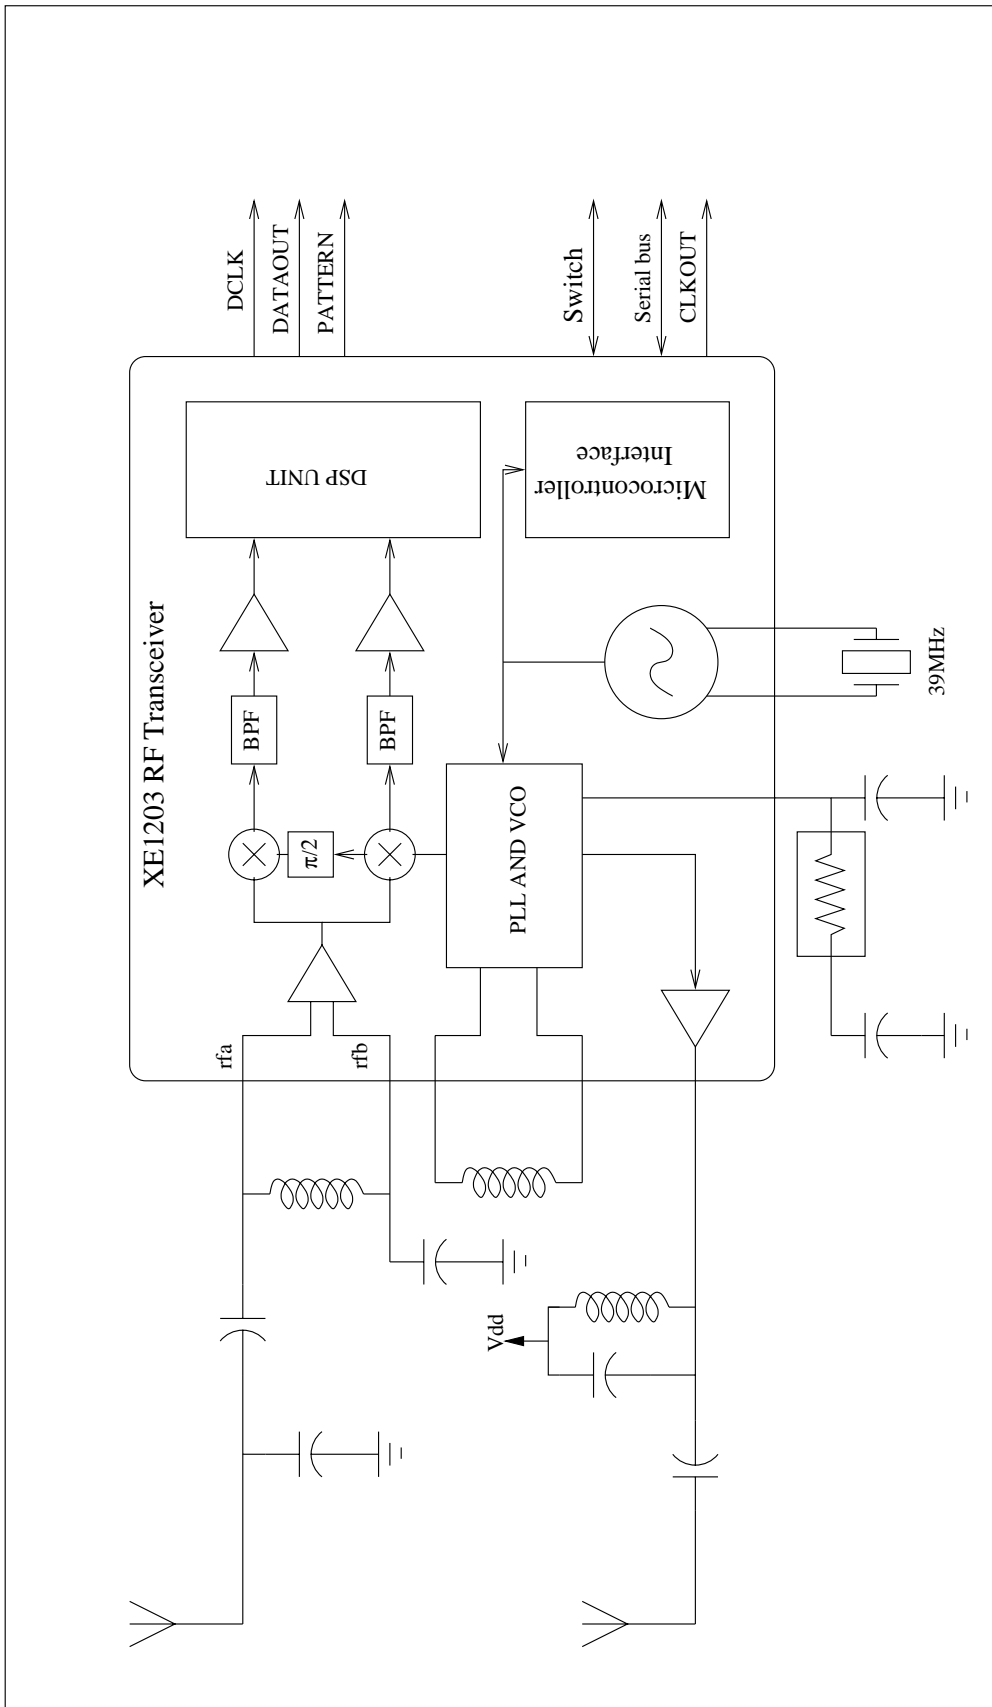 XE1203 RF Transceiver
DCLK
DATAOUT
PATTERN
Switch
Serial bus
CLKOUT
DSP UNIT
Microcontroller
Interface
BPF
BPF
π/2
PLL AND VCO
rfa
rfb
Vdd
39MHz